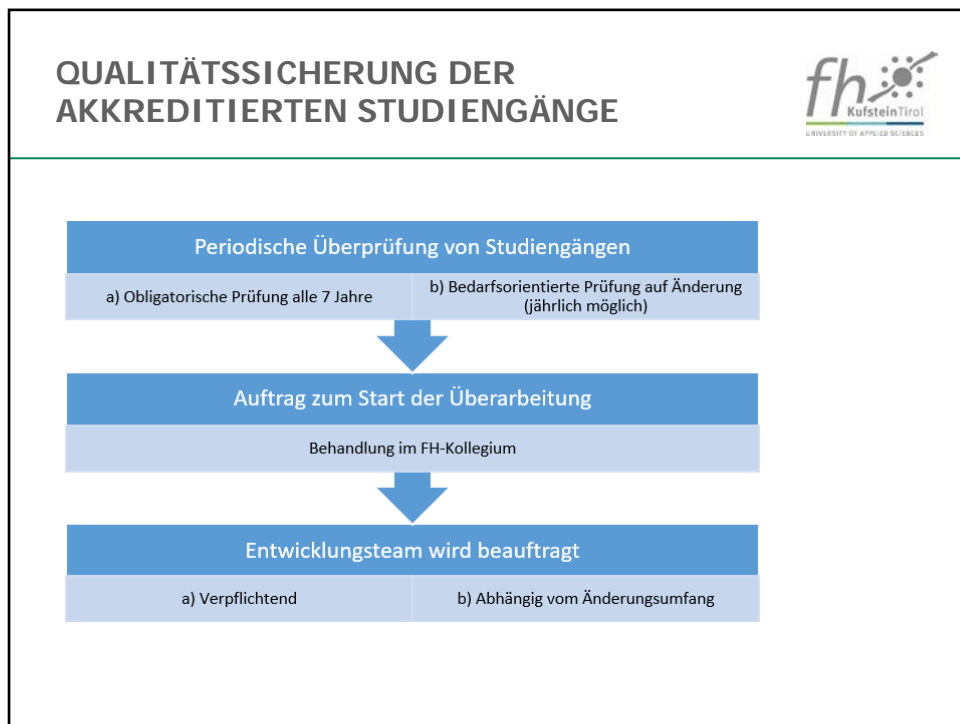 QUALITÄTSSICHERUNG DER
AKKREDITIERTEN STUDIENGÄNGE
fh
KufsteinTirol
UNIVERSITY OF APPLIED SCIENCES
Periodische Überprüfung von Studiengängen
a) Obligatorische Prüfung alle 7 Jahre
b) Bedarfsorientierte Prüfung auf Änderung
(jährlich möglich)
Auftrag zum Start der Überarbeitung
Behandlung im FH-Kollegium
Entwicklungsteam wird beauftragt
a) Verpflichtend
b) Abhängig vom Änderungsumfang